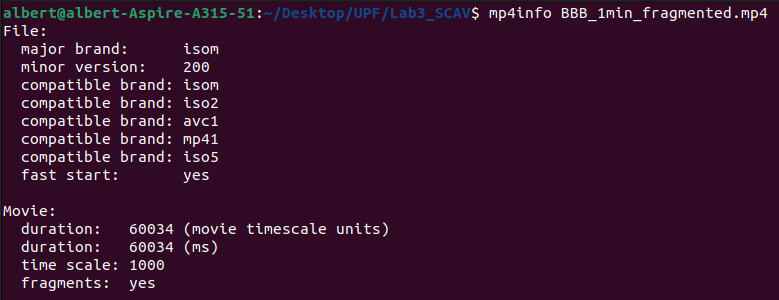 albert@albert-Aspire-A315-51:~/Desktop/UPF/Lab3_SCAV$ mp4info BBB_1min_fragmented.mp4
File:
  major brand:      isom
  minor version:    200
  compatible brand: isom
  compatible brand: iso2
  compatible brand: avc1
  compatible brand: mp41
  compatible brand: iso5
  fast start:       yes

Movie:
  duration:   60034 (movie timescale units)
  duration:   60034 (ms)
  time scale: 1000
  fragments:  yes